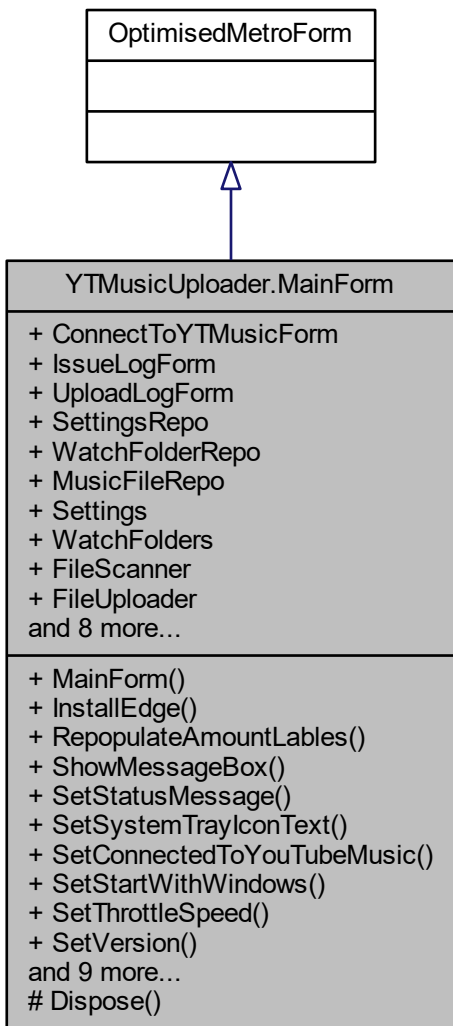 OptimisedMetroForm
YTMusicUploader.MainForm
+ ConnectToYTMusicForm
+ IssueLogForm
+ UploadLogForm
+ SettingsRepo
+ WatchFolderRepo
+ MusicFileRepo
+ Settings
+ WatchFolders
+ FileScanner
+ FileUploader
and 8 more...
+ MainForm()
+ InstallEdge()
+ RepopulateAmountLables()
+ ShowMessageBox()
+ SetStatusMessage()
+ SetSystemTrayIconText()
+ SetConnectedToYouTubeMusic()
+ SetStartWithWindows()
+ SetThrottleSpeed()
+ SetVersion()
and 9 more...
# Dispose()